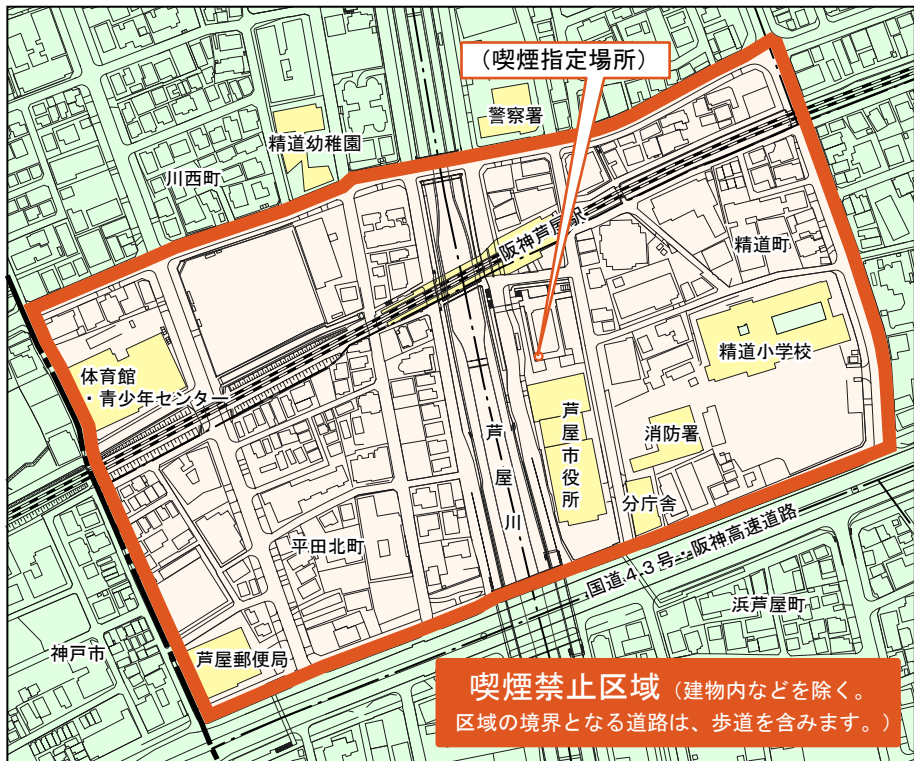 (喫煙指定場所)
警察署
精道幼稚園
川西町
阪神芦屋駅
精道町
精道小学校
体育館
・青少年センター
芦屋川
芦屋市役所
消防署
分庁舎
平田北町
国道43号・阪神高速道路
浜芦屋町
神戸市
芦屋郵便局
喫煙禁止区域(建物内などを除く。
区域の境界となる道路は、歩道を含みます。)